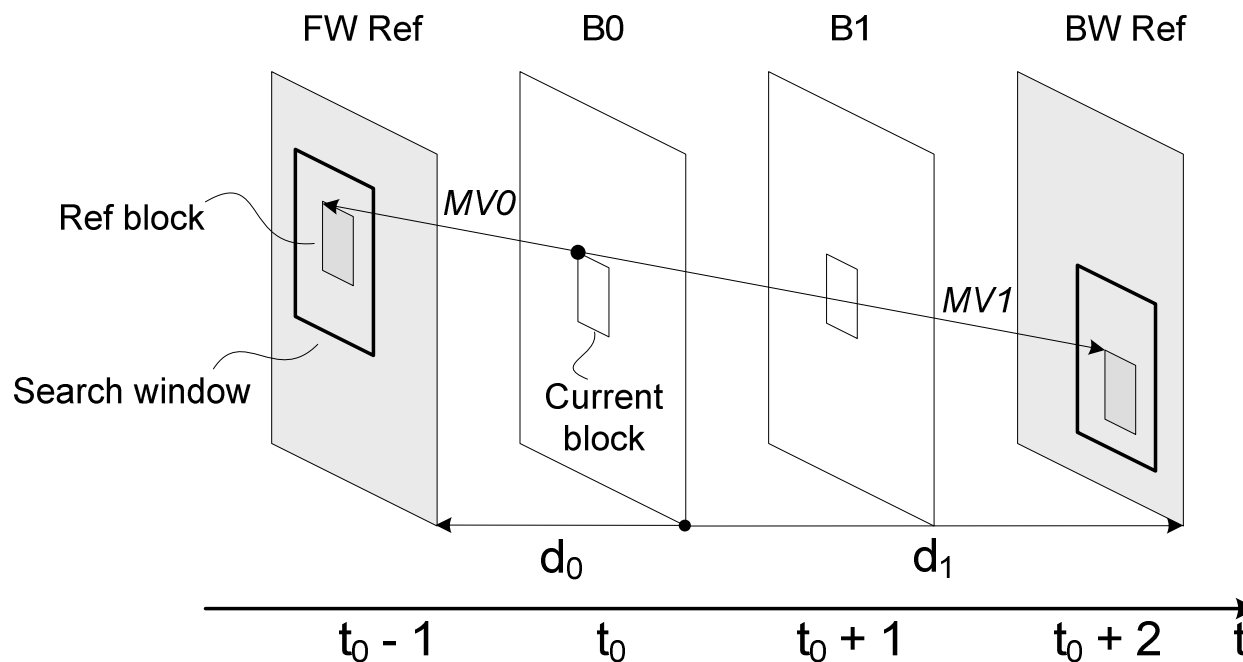 FW Ref
B0
B1
BW Ref
MV0
Ref block
MV1
Search window
Current
block
d₀
d₁
t₀ - 1
t₀
t₀ + 1
t₀ + 2
t